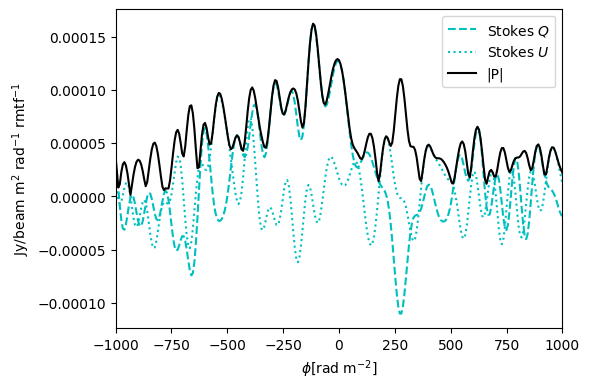 Stokes Q
Stokes U
|P|
0.00015
0.00010
0.00005
0.00000
−0.00005
−0.00010
Jy/beam m² rad⁻¹ rmtf⁻¹
−1000 −750 −500 −250 0 250 500 750 1000
ϕ[rad m⁻²]